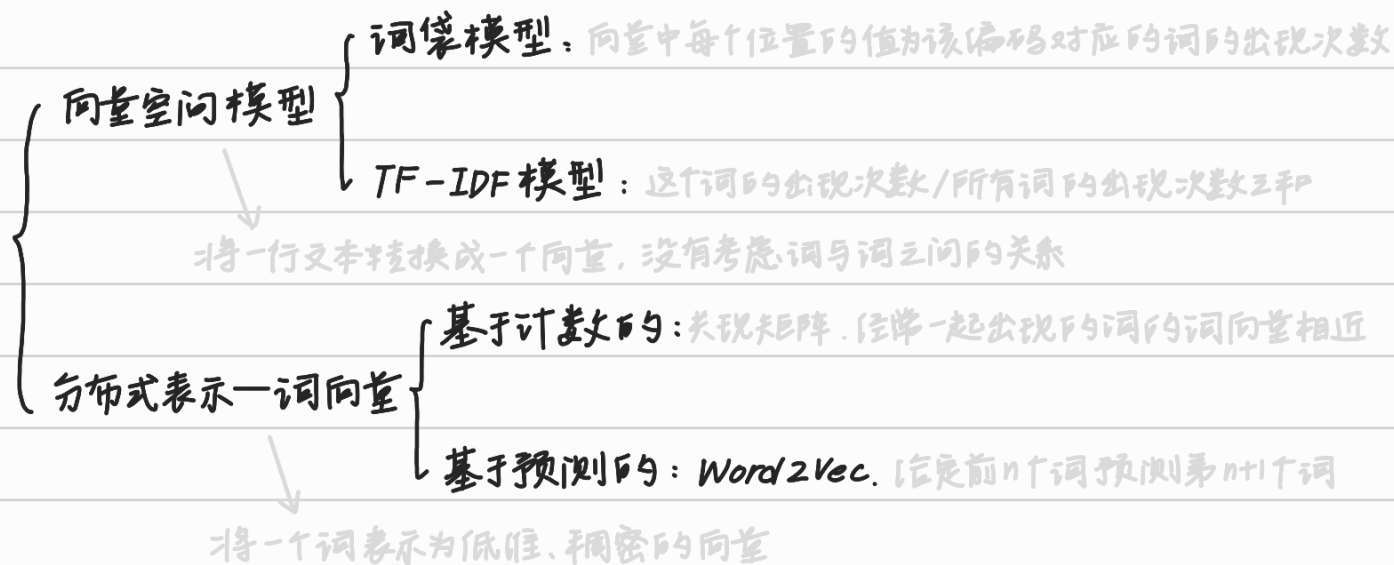 词袋模型：向量中每个位置的值为该编码对应的词的出现次数
向量空间模型
TF-IDF模型：这个词的出现次数/所有词的出现次数之和
将一行文本转换成一个向量，没有考虑词与词之间的关系
基于计数的：共现矩阵.经常一起出现的词的词向量相近
分布式表示—词向量
基于预测的：Word2Vec.给定前n个词预测第n+1个词
将一个词表示为低维、稠密的向量